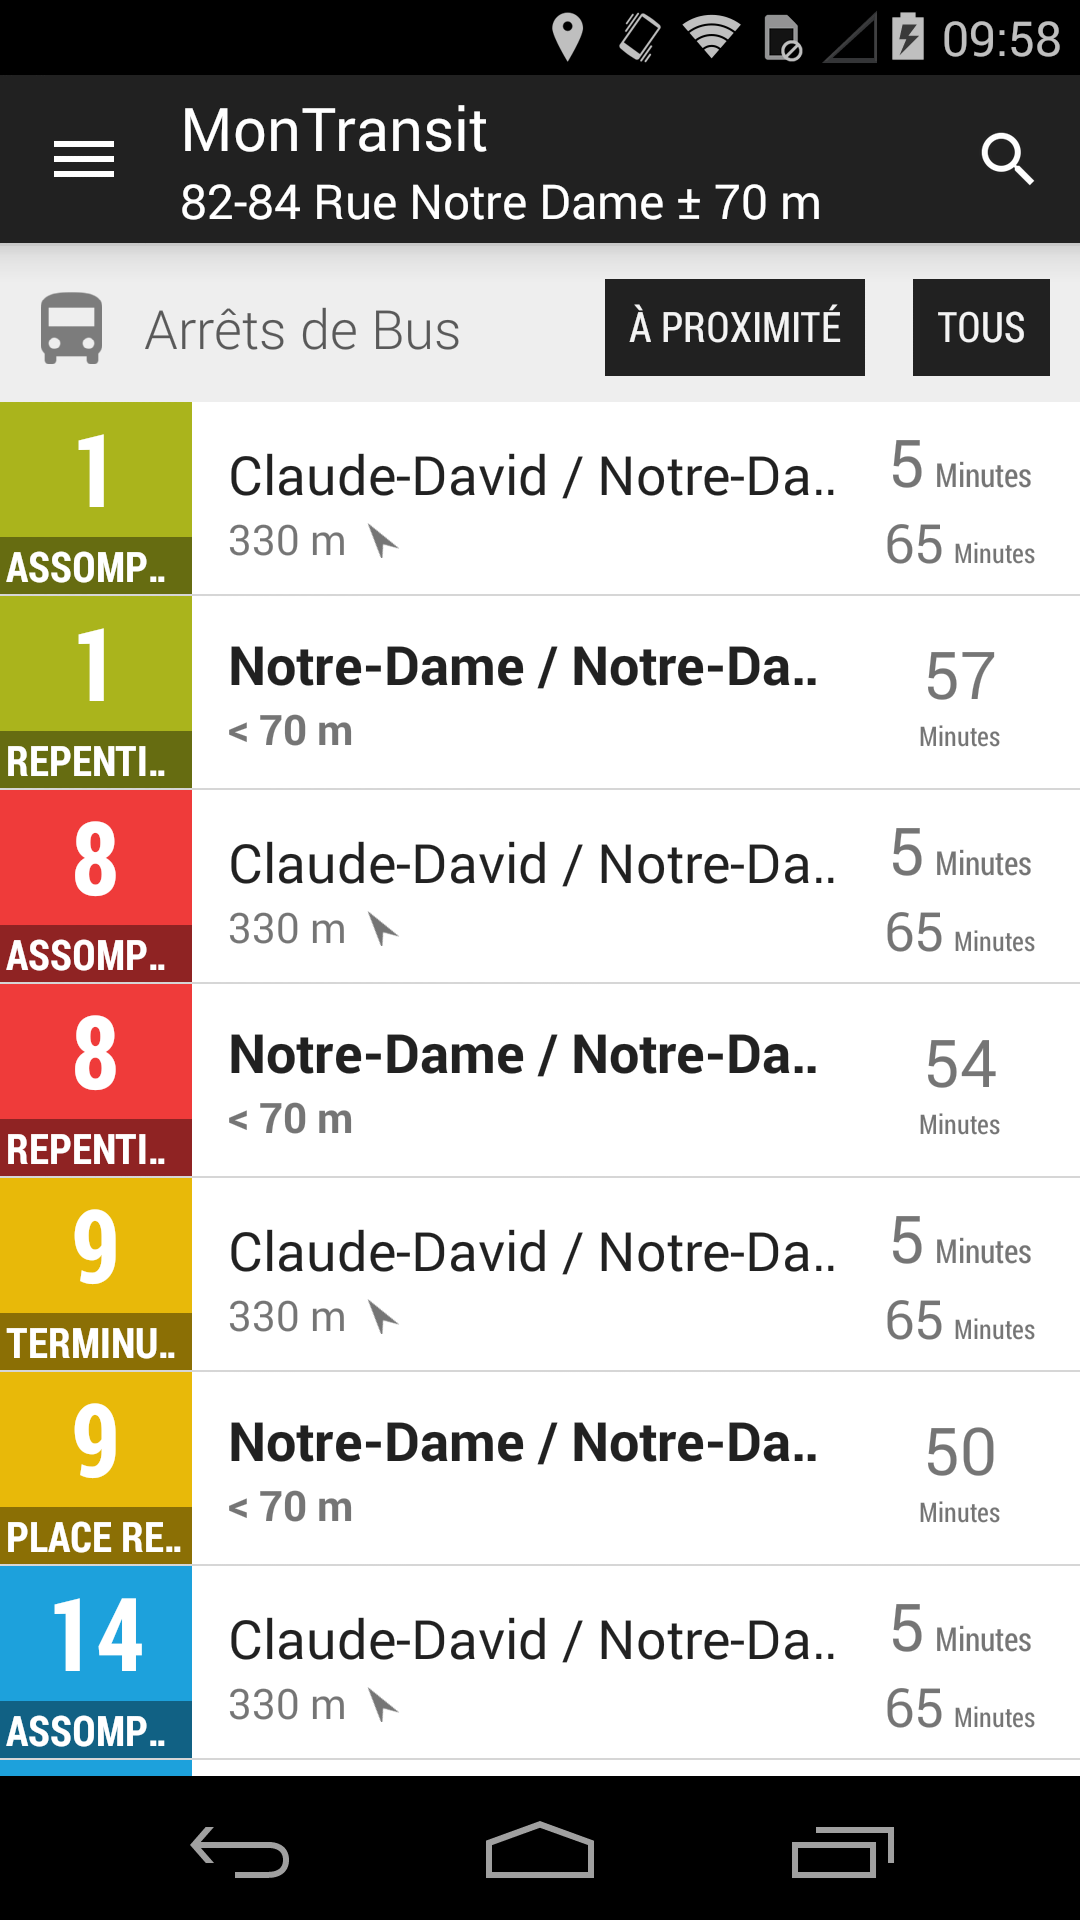 09:58
MonTransit
82-84 Rue Notre Dame ± 70 m
Arrêts de Bus
À PROXIMITÉ
TOUS
1
ASSOMP..
Claude-David / Notre-Da..
330 m
5 Minutes
65 Minutes
1
REPENTI..
Notre-Dame / Notre-Da..
< 70 m
57
Minutes
8
ASSOMP..
Claude-David / Notre-Da..
330 m
5 Minutes
65 Minutes
8
REPENTI..
Notre-Dame / Notre-Da..
< 70 m
54
Minutes
9
TERMINU..
Claude-David / Notre-Da..
330 m
5 Minutes
65 Minutes
9
PLACE RE..
Notre-Dame / Notre-Da..
< 70 m
50
Minutes
14
ASSOMP..
Claude-David / Notre-Da..
330 m
5 Minutes
65 Minutes